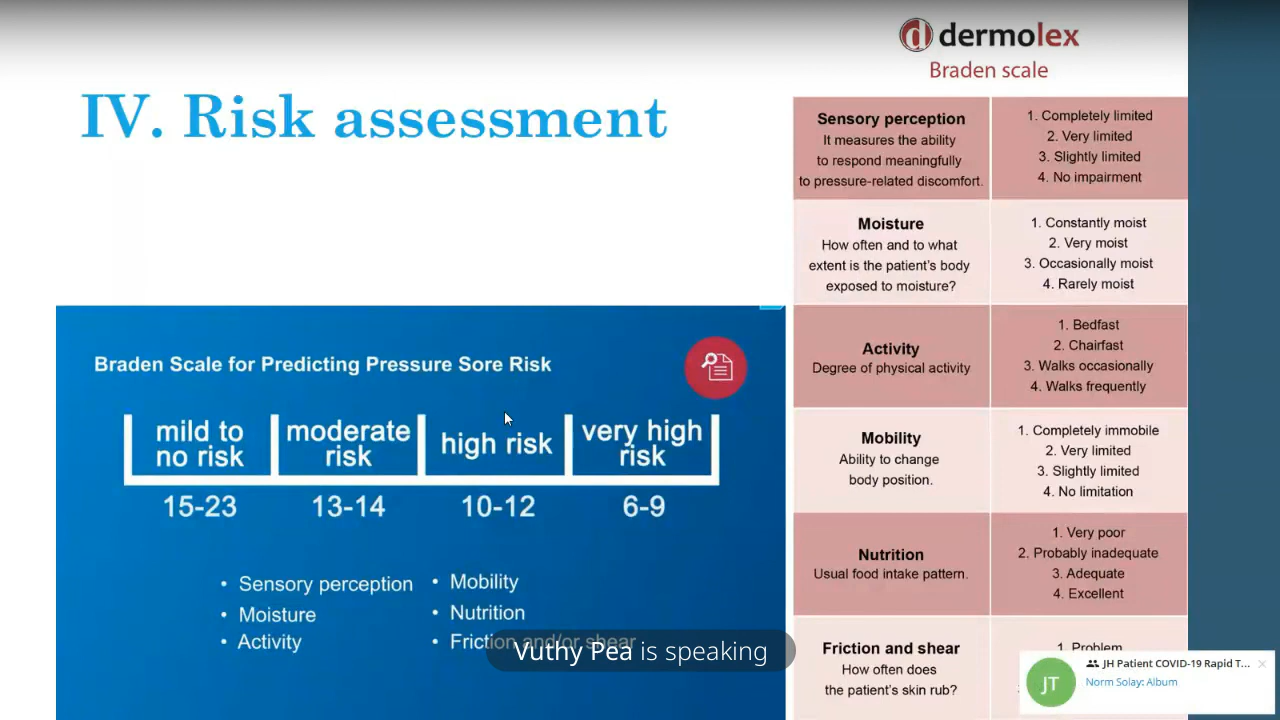 IV. Risk assessment
Braden Scale for Predicting Pressure Sore Risk
mild to
no risk
moderate
risk
high risk
very high
risk
15-23
13-14
10-12
6-9
• Sensory perception
• Moisture
• Activity
• Mobility
• Nutrition
• Friction and/or shear
Vuthy Pea is speaking
dermolex
Braden scale
Sensory perception
It measures the ability
to respond meaningfully
to pressure-related discomfort.
1. Completely limited
2. Very limited
3. Slightly limited
4. No impairment
Moisture
How often and to what
extent is the patient's body
exposed to moisture?
1. Constantly moist
2. Very moist
3. Occasionally moist
4. Rarely moist
Activity
Degree of physical activity
1. Bedfast
2. Chairfast
3. Walks occasionally
4. Walks frequently
Mobility
Ability to change
body position.
1. Completely immobile
2. Very limited
3. Slightly limited
4. No limitation
Nutrition
Usual food intake pattern.
1. Very poor
2. Probably inadequate
3. Adequate
4. Excellent
Friction and shear
How often does
the patient's skin rub?
1. Problem
JT
JH Patient COVID-19 Rapid T...
Norm Solay: Album